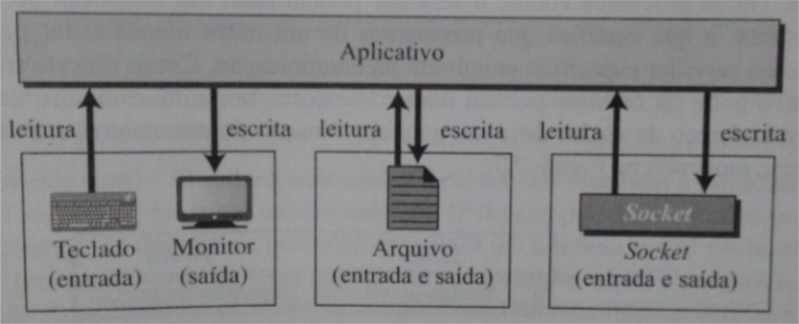 Aplicativo
leitura escrita leitura escrita leitura escrita
Socket
Teclado Monitor Arquivo Socket
(entrada) (saída) (entrada e saída) (entrada e saída)